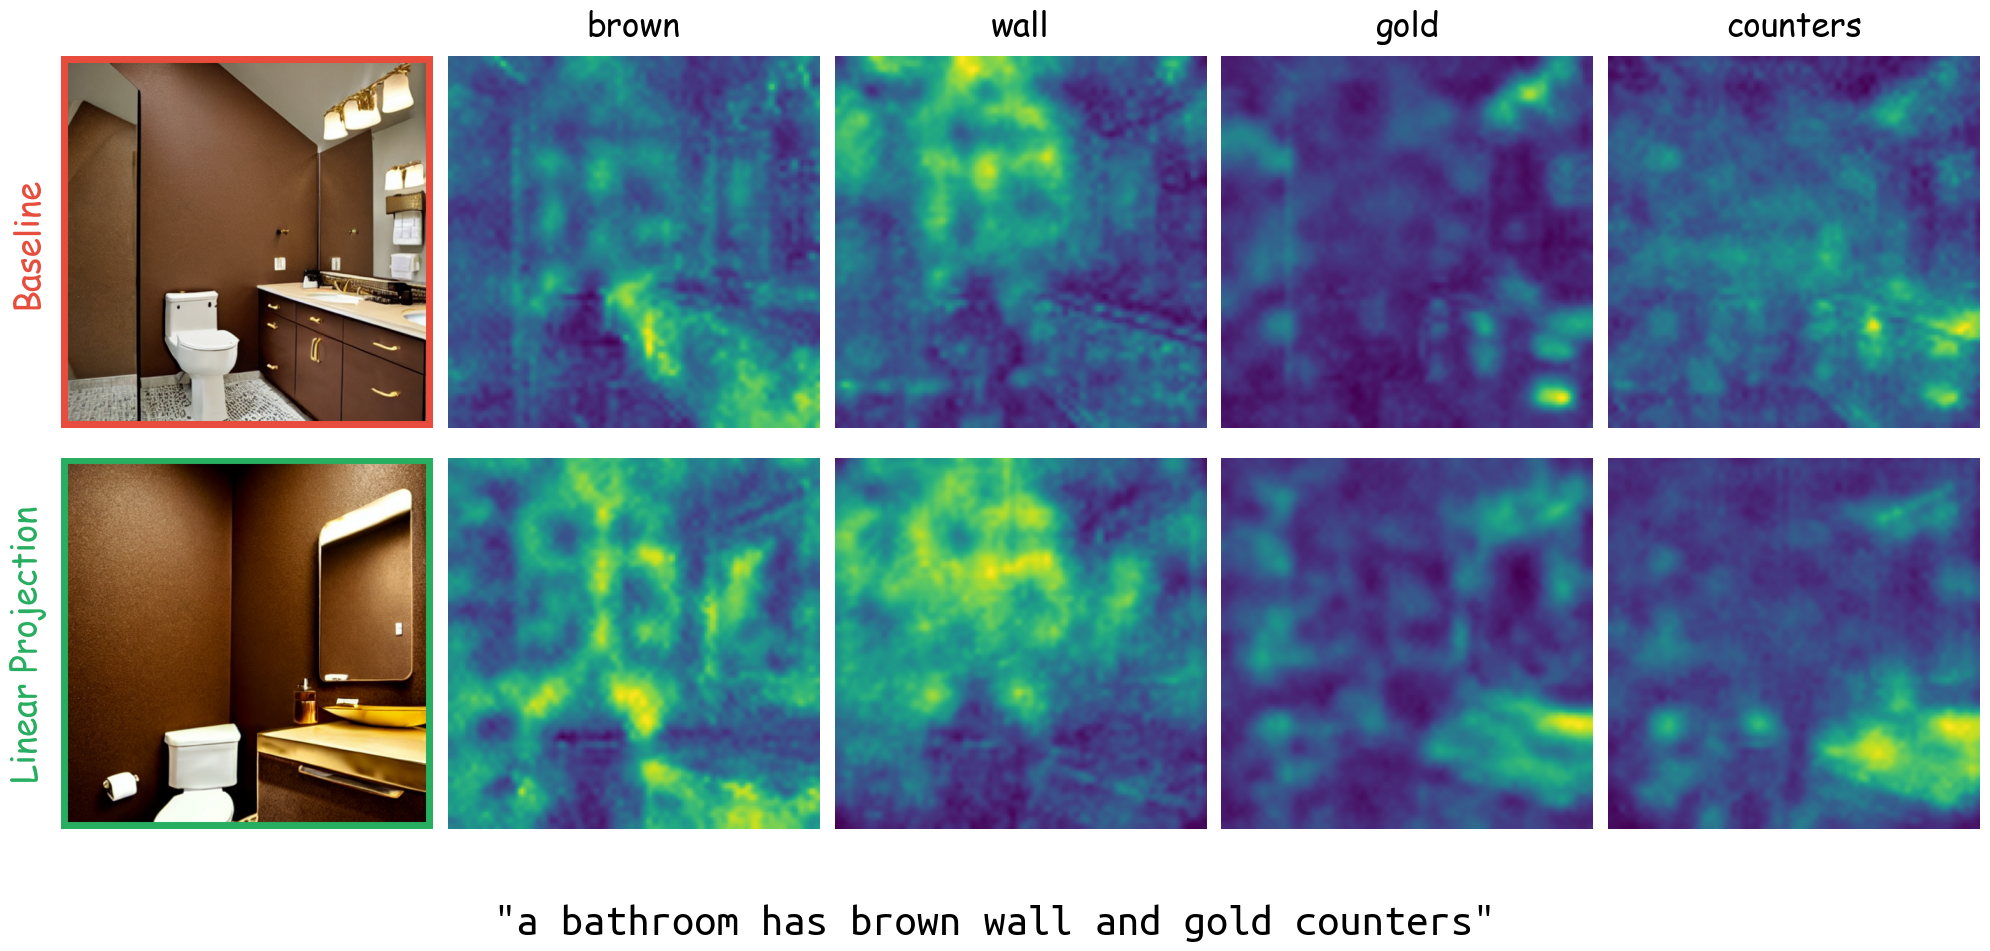 brown wall gold counters
Baseline
Linear Projection
"a bathroom has brown wall and gold counters"